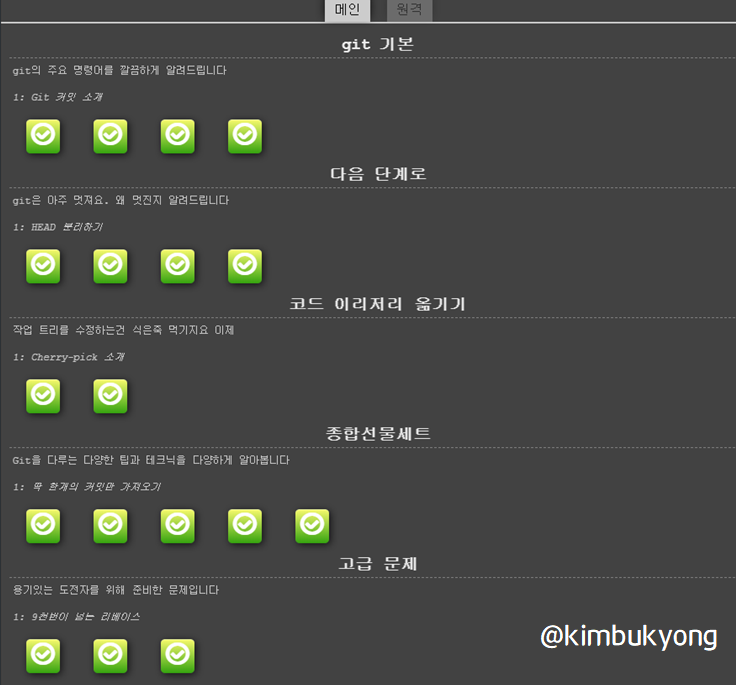 메인 원격
git 기본
git의 주요 명령어를 깔끔하게 알려드립니다
1: Git 커밋 소개
다음 단계로
git은 아주 멋져요. 왜 멋진지 알려드립니다
1: HEAD 분리하기
코드 이리저리 옮기기
작업 트리를 수정하는건 식은죽 먹기지요 이제
1: Cherry-pick 소개
종합선물세트
Git을 다루는 다양한 팁과 테크닉을 다양하게 알아봅니다
1: 딱 한개의 커밋만 가져오기
고급 문제
용기있는 도전자를 위해 준비한 문제입니다
1: 9천번이 넘는 리베이스
@kimbukyong